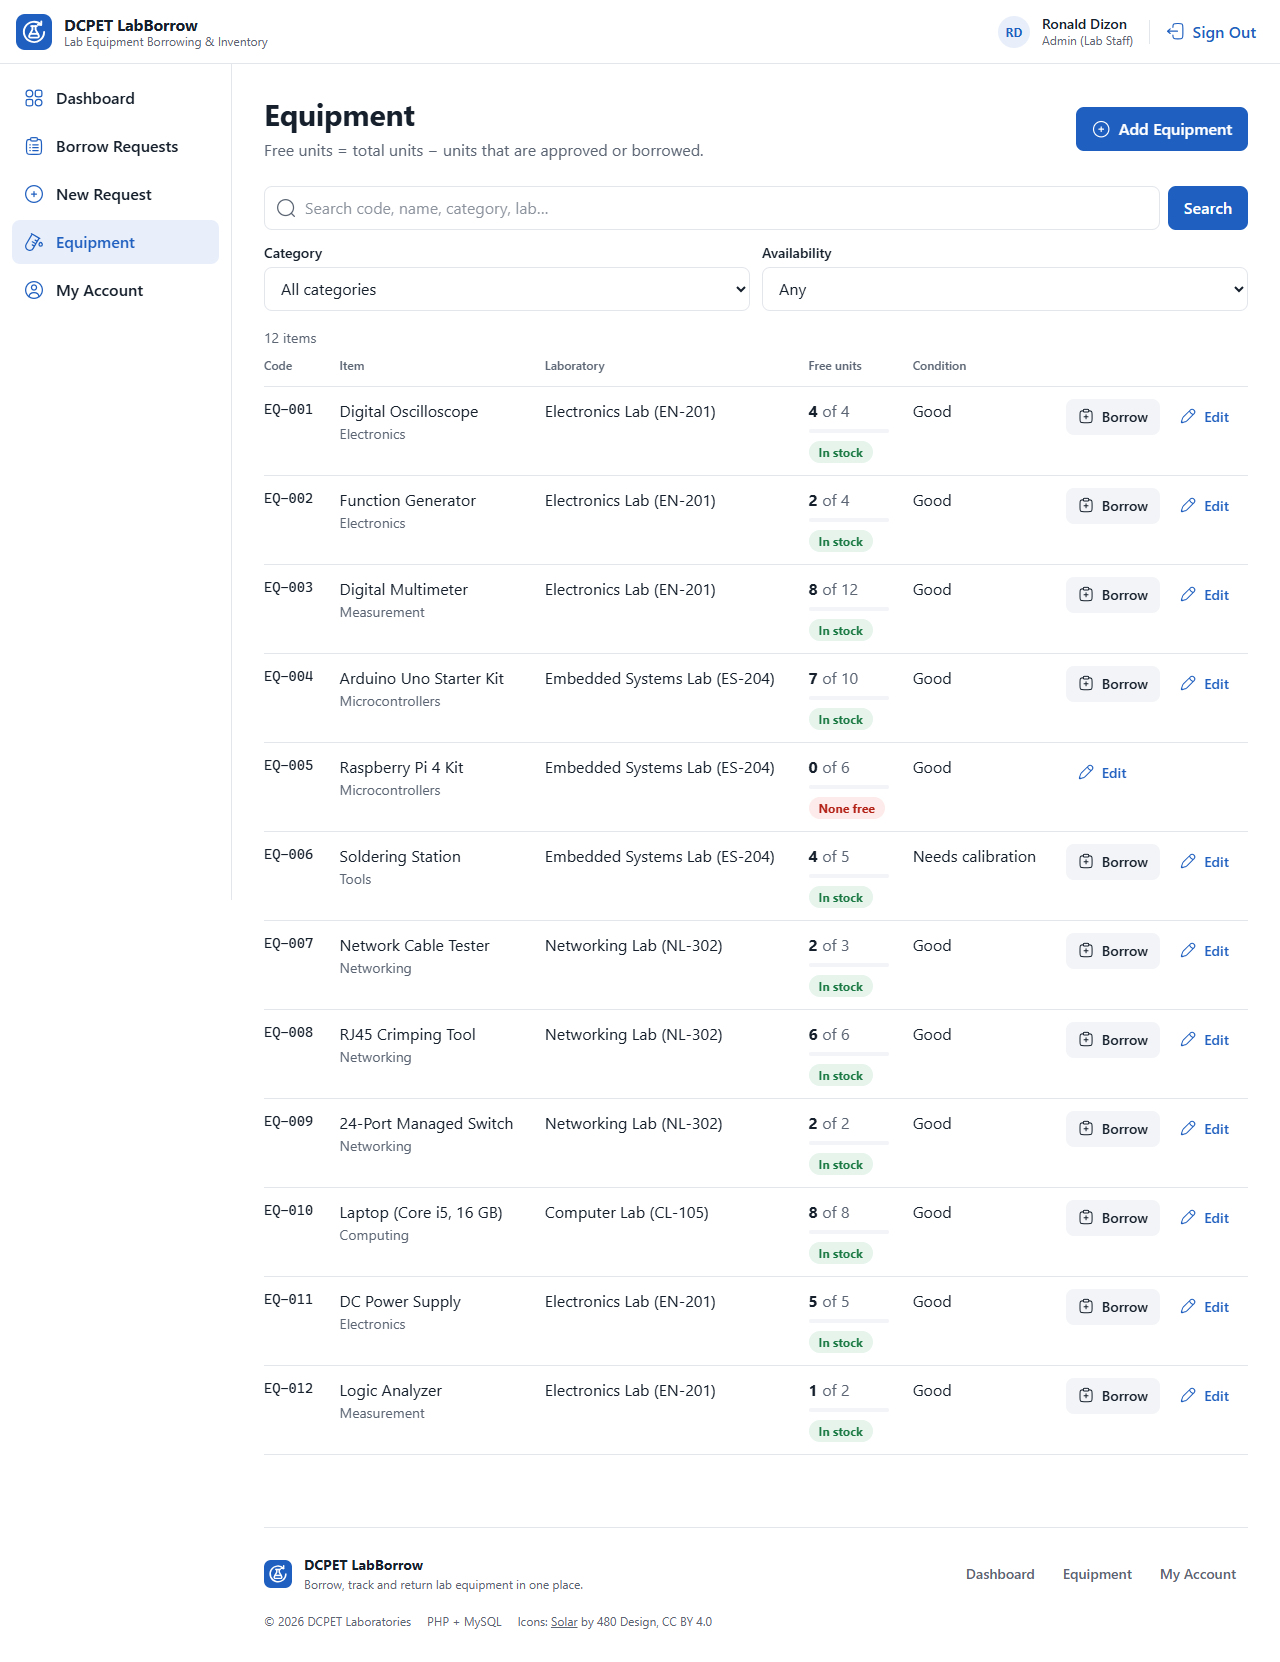 DCPET LabBorrow
Lab Equipment Borrowing & Inventory
RD
Ronald Dizon
Admin (Lab Staff)
Sign Out
Dashboard
Borrow Requests
New Request
Equipment
My Account
Equipment
Free units = total units − units that are approved or borrowed.
Add Equipment
Search code, name, category, lab...
Search
Category
Availability
All categories
Any
12 items
Code Item Laboratory Free units Condition
EQ-001 Digital Oscilloscope Electronics Lab (EN-201) 4 of 4 Good Borrow Edit
Electronics
In stock
EQ-002 Function Generator Electronics Lab (EN-201) 2 of 4 Good Borrow Edit
Electronics
In stock
EQ-003 Digital Multimeter Electronics Lab (EN-201) 8 of 12 Good Borrow Edit
Measurement
In stock
EQ-004 Arduino Uno Starter Kit Embedded Systems Lab (ES-204) 7 of 10 Good Borrow Edit
Microcontrollers
In stock
EQ-005 Raspberry Pi 4 Kit Embedded Systems Lab (ES-204) 0 of 6 Good Edit
Microcontrollers
None free
EQ-006 Soldering Station Embedded Systems Lab (ES-204) 4 of 5 Needs calibration Borrow Edit
Tools
In stock
EQ-007 Network Cable Tester Networking Lab (NL-302) 2 of 3 Good Borrow Edit
Networking
In stock
EQ-008 RJ45 Crimping Tool Networking Lab (NL-302) 6 of 6 Good Borrow Edit
Networking
In stock
EQ-009 24-Port Managed Switch Networking Lab (NL-302) 2 of 2 Good Borrow Edit
Networking
In stock
EQ-010 Laptop (Core i5, 16 GB) Computer Lab (CL-105) 8 of 8 Good Borrow Edit
Computing
In stock
EQ-011 DC Power Supply Electronics Lab (EN-201) 5 of 5 Good Borrow Edit
Electronics
In stock
EQ-012 Logic Analyzer Electronics Lab (EN-201) 1 of 2 Good Borrow Edit
Measurement
In stock
DCPET LabBorrow
Borrow, track and return lab equipment in one place.
Dashboard Equipment My Account
© 2026 DCPET Laboratories PHP + MySQL Icons: Solar by 480 Design, CC BY 4.0